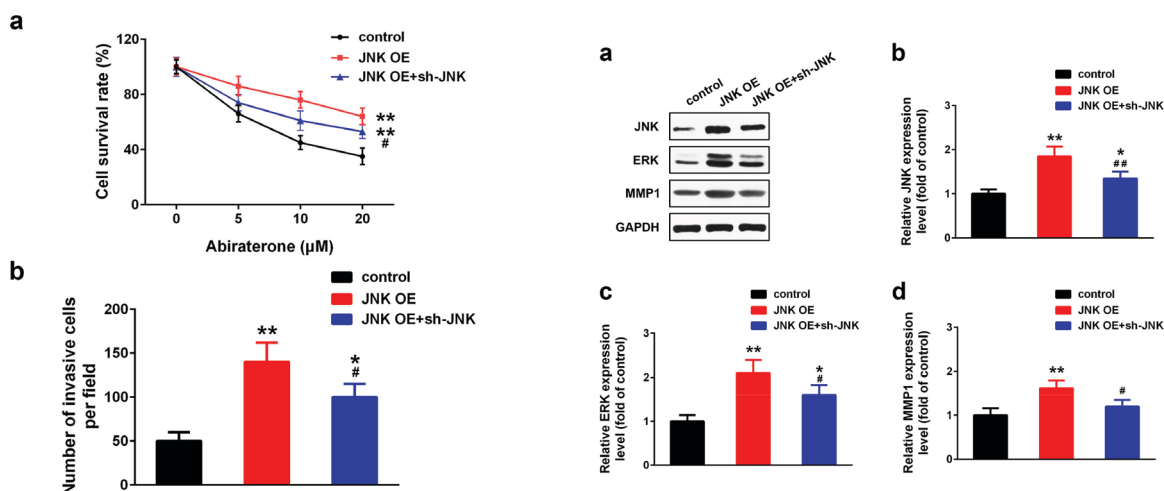 a
Cell survival rate (%)
120
80
40
0
0 5 10 20
Abiraterone (μM)
control
JNK OE
JNK OE+sh-JNK
**
**
#
b
Number of invasive cells
per field
200
150
100
50
0
control
JNK OE
JNK OE+sh-JNK
**
*
#
a
control JNK OE JNK OE+sh-JNK
JNK
ERK
MMP1
GAPDH
b
control
JNK OE
JNK OE+sh-JNK
Relative JNK expression
level (fold of control)
3
2
1
0
**
*
##
c
control
JNK OE
JNK OE+sh-JNK
Relative ERK expression
level (fold of control)
3
2
1
0
**
*
#
d
control
JNK OE
JNK OE+sh-JNK
Relative MMP1 expression
level (fold of control)
3
2
1
0
**
#